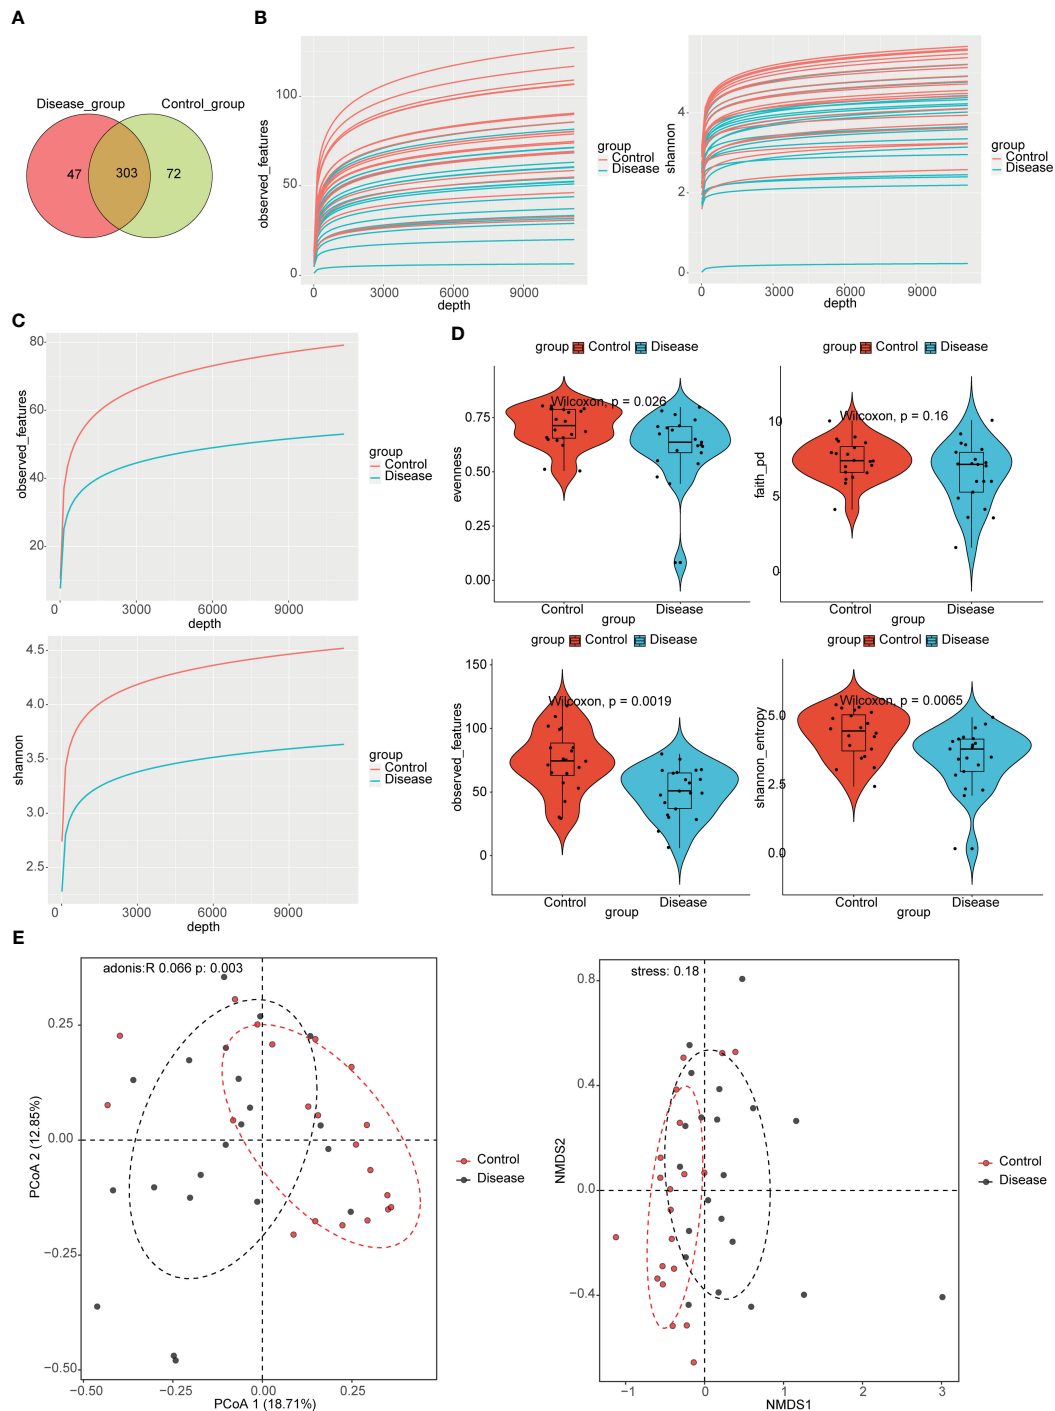 A
Disease_group
Control_group
47
303
72
B
observed_features
100
50
0
0
3000
6000
9000
depth
group
Control
Disease
shannon
4
2
0
0
3000
6000
9000
depth
group
Control
Disease
C
observed_features
80
60
40
20
0
3000
6000
9000
depth
group
Control
Disease
shannon
4.5
4.0
3.5
3.0
2.5
0
3000
6000
9000
depth
group
Control
Disease
D
group Control Disease
Wilcoxon, p = 0.026
evenness
0.75
0.50
0.25
0.00
Control
Disease
group
group Control Disease
Wilcoxon, p = 0.16
faith_pd
10
5
0
Control
Disease
group
group Control Disease
Wilcoxon, p = 0.0019
observed_features
150
100
50
0
Control
Disease
group
group Control Disease
Wilcoxon, p = 0.0065
shannon_entropy
5.0
2.5
0.0
Control
Disease
group
E
adonis:R 0.066 p: 0.003
PCoA 2 (12.85%)
0.25
0.00
−0.25
−0.50
−0.50
−0.25
0.00
0.25
PCoA 1 (18.71%)
Control
Disease
stress: 0.18
NMDS2
0.8
0.4
0.0
−0.4
−1
0
1
2
3
NMDS1
Control
Disease